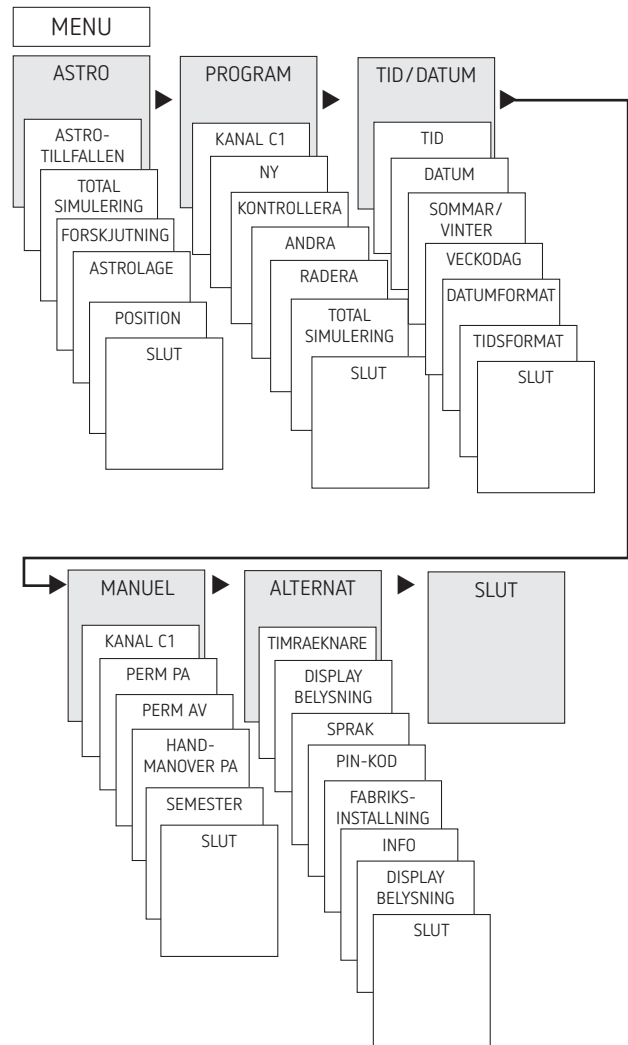 MENU
ASTRO
ASTRO-
TILLFALLEN
TOTAL
SIMULERING
FORSKJUTNING
ASTROLAGE
POSITION
SLUT
PROGRAM
KANAL C1
NY
KONTROLLERA
ANDRA
RADERA
TOTAL
SIMULERING
SLUT
TID/DATUM
TID
DATUM
SOMMAR/
VINTER
VECKODAG
DATUMFORMAT
TIDSFORMAT
SLUT
MANUEL
KANAL C1
PERM PA
PERM AV
HAND-
MANOVER PA
SEMESTER
SLUT
ALTERNAT
TIMRAEKNARE
DISPLAY
BELYSNING
SPRAK
PIN-KOD
FABRIKS-
INSTALLNING
INFO
DISPLAY
BELYSNING
SLUT
SLUT